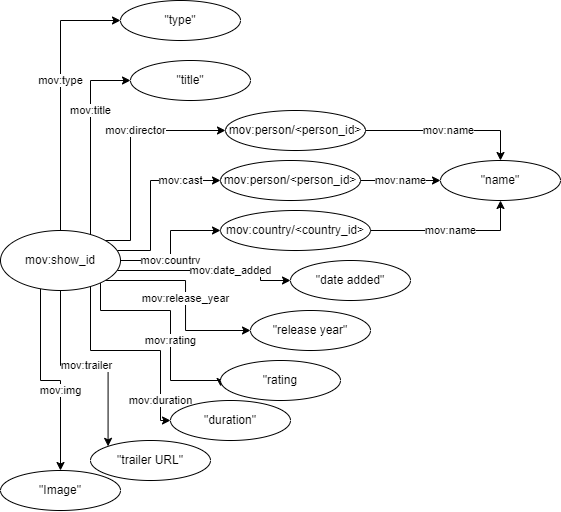 "type"
mov:type
"title"
mov:title
mov:director
mov:person/<person_id>
mov:name
mov:cast
mov:person/<person_id>
mov:name
"name"
mov:country/<country_id>
mov:name
mov:show_id
mov:country
mov:date_added
"date added"
mov:release_year
"release year"
mov:rating
"rating
mov:trailer
mov:img
mov:duration
"duration"
"trailer URL"
"Image"